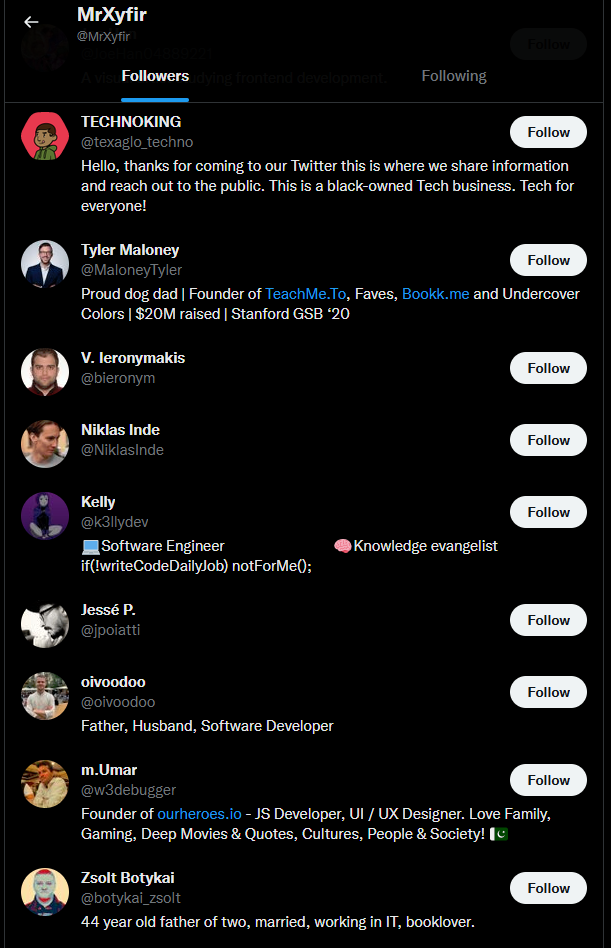 MrXyfir
@MrXyfir
Follow
Followers
Following
TECHNOKING
@texaglo_techno
Follow
Hello, thanks for coming to our Twitter this is where we share information
and reach out to the public. This is a black-owned Tech business. Tech for
everyone!
Tyler Maloney
@MaloneyTyler
Follow
Proud dog dad | Founder of TeachMe.To, Faves, Bookk.me and Undercover
Colors | $20M raised | Stanford GSB ‘20
V. Ieronymakis
@bieronym
Follow
Niklas Inde
@NiklasInde
Follow
Kelly
@k3llydev
Follow
💻Software Engineer 🧠Knowledge evangelist
if(!writeCodeDailyJob) notForMe();
Jessé P.
@jpoiatti
Follow
oivoodoo
@oivoodoo
Follow
Father, Husband, Software Developer
m.Umar
@w3debugger
Follow
Founder of ourheroes.io - JS Developer, UI / UX Designer. Love Family,
Gaming, Deep Movies & Quotes, Cultures, People & Society! 🇵🇰
Zsolt Botykai
@botykai_zsolt
Follow
44 year old father of two, married, working in IT, booklover.